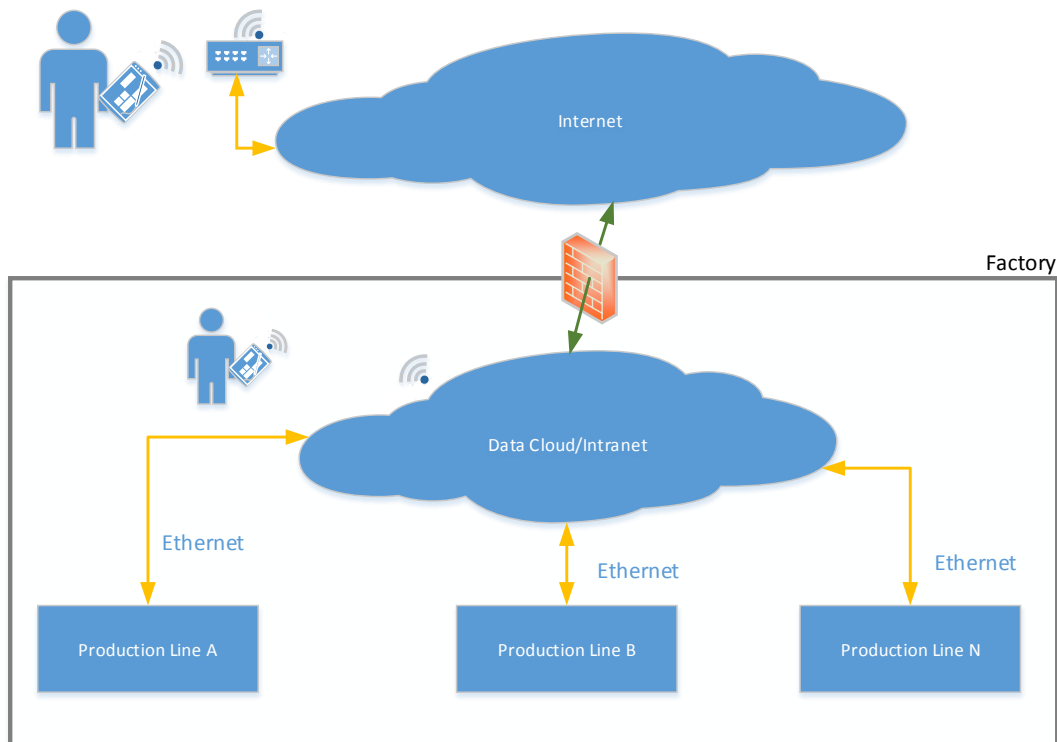 Internet
Factory
Data Cloud/Intranet
Ethernet
Ethernet
Ethernet
Production Line A
Production Line B
Production Line N